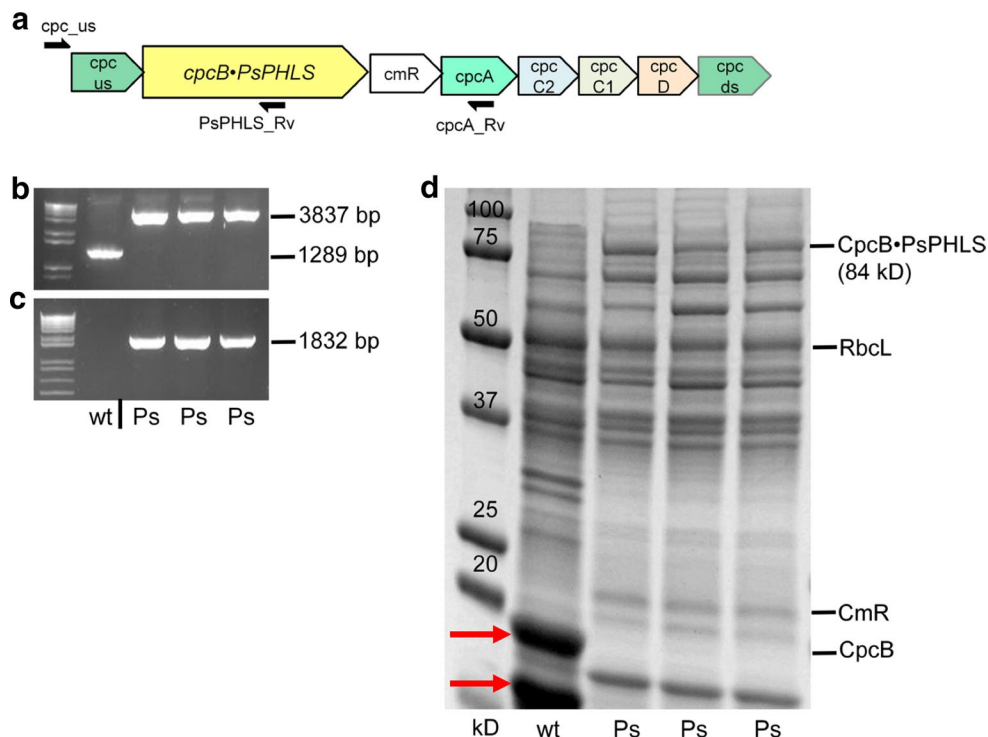 a
cpc_us
cpc us
cpcB•PsPHLS
cmR
cpcA
cpc C2
cpc C1
cpc D
cpc ds
PsPHLS_Rv
cpcA_Rv
b
3837 bp
1289 bp
c
1832 bp
wt
Ps
Ps
Ps
d
100
75
50
37
25
20
CpcB•PsPHLS
(84 kD)
RbcL
CmR
CpcB
kD
wt
Ps
Ps
Ps